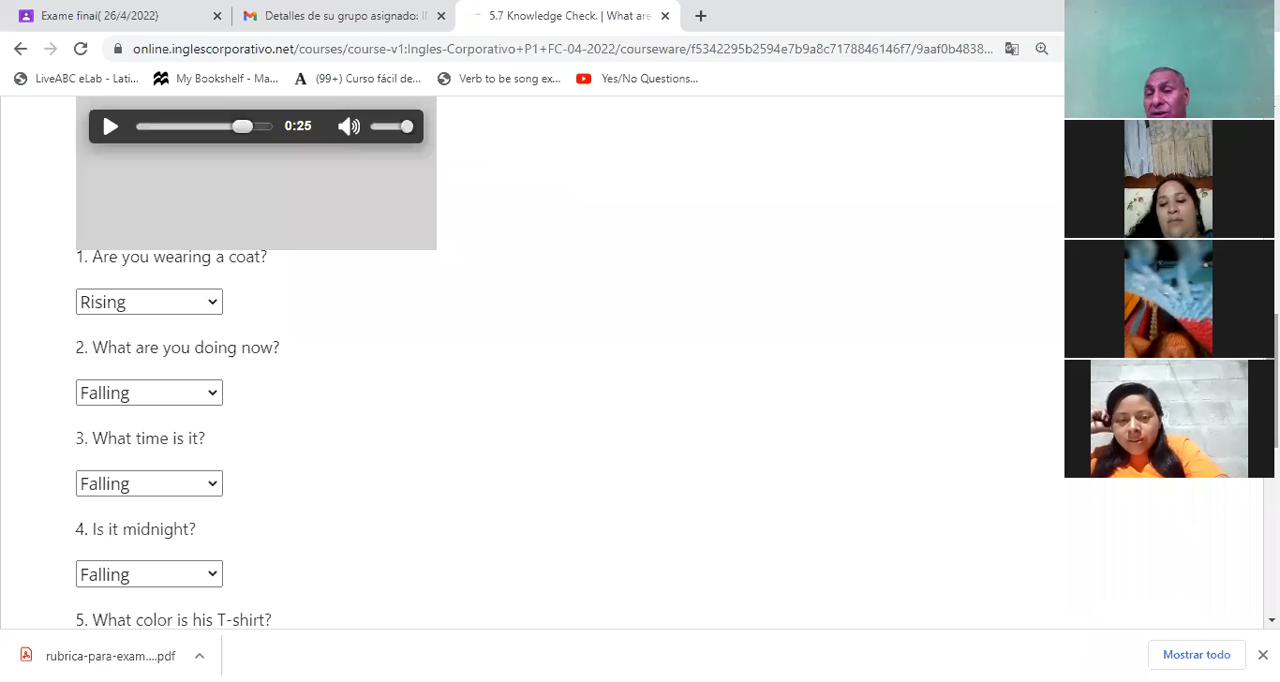 Exame final( 26/4/2022)
Detalles de su grupo asignado: I
5.7 Knowledge Check. | What are
online.inglescorporativo.net/courses/course-v1:Ingles-Corporativo+P1+FC-04-2022/courseware/f5342295b2594e7b9a8c7178846146f7/9aaf0b4838...
LiveABC eLab - Lati...
My Bookshelf - Ma...
(99+) Curso fácil de...
Verb to be song ex...
Yes/No Questions...
0:25
1. Are you wearing a coat?
Rising
2. What are you doing now?
Falling
3. What time is it?
Falling
4. Is it midnight?
Falling
5. What color is his T-shirt?
rubrica-para-exam....pdf
Mostrar todo